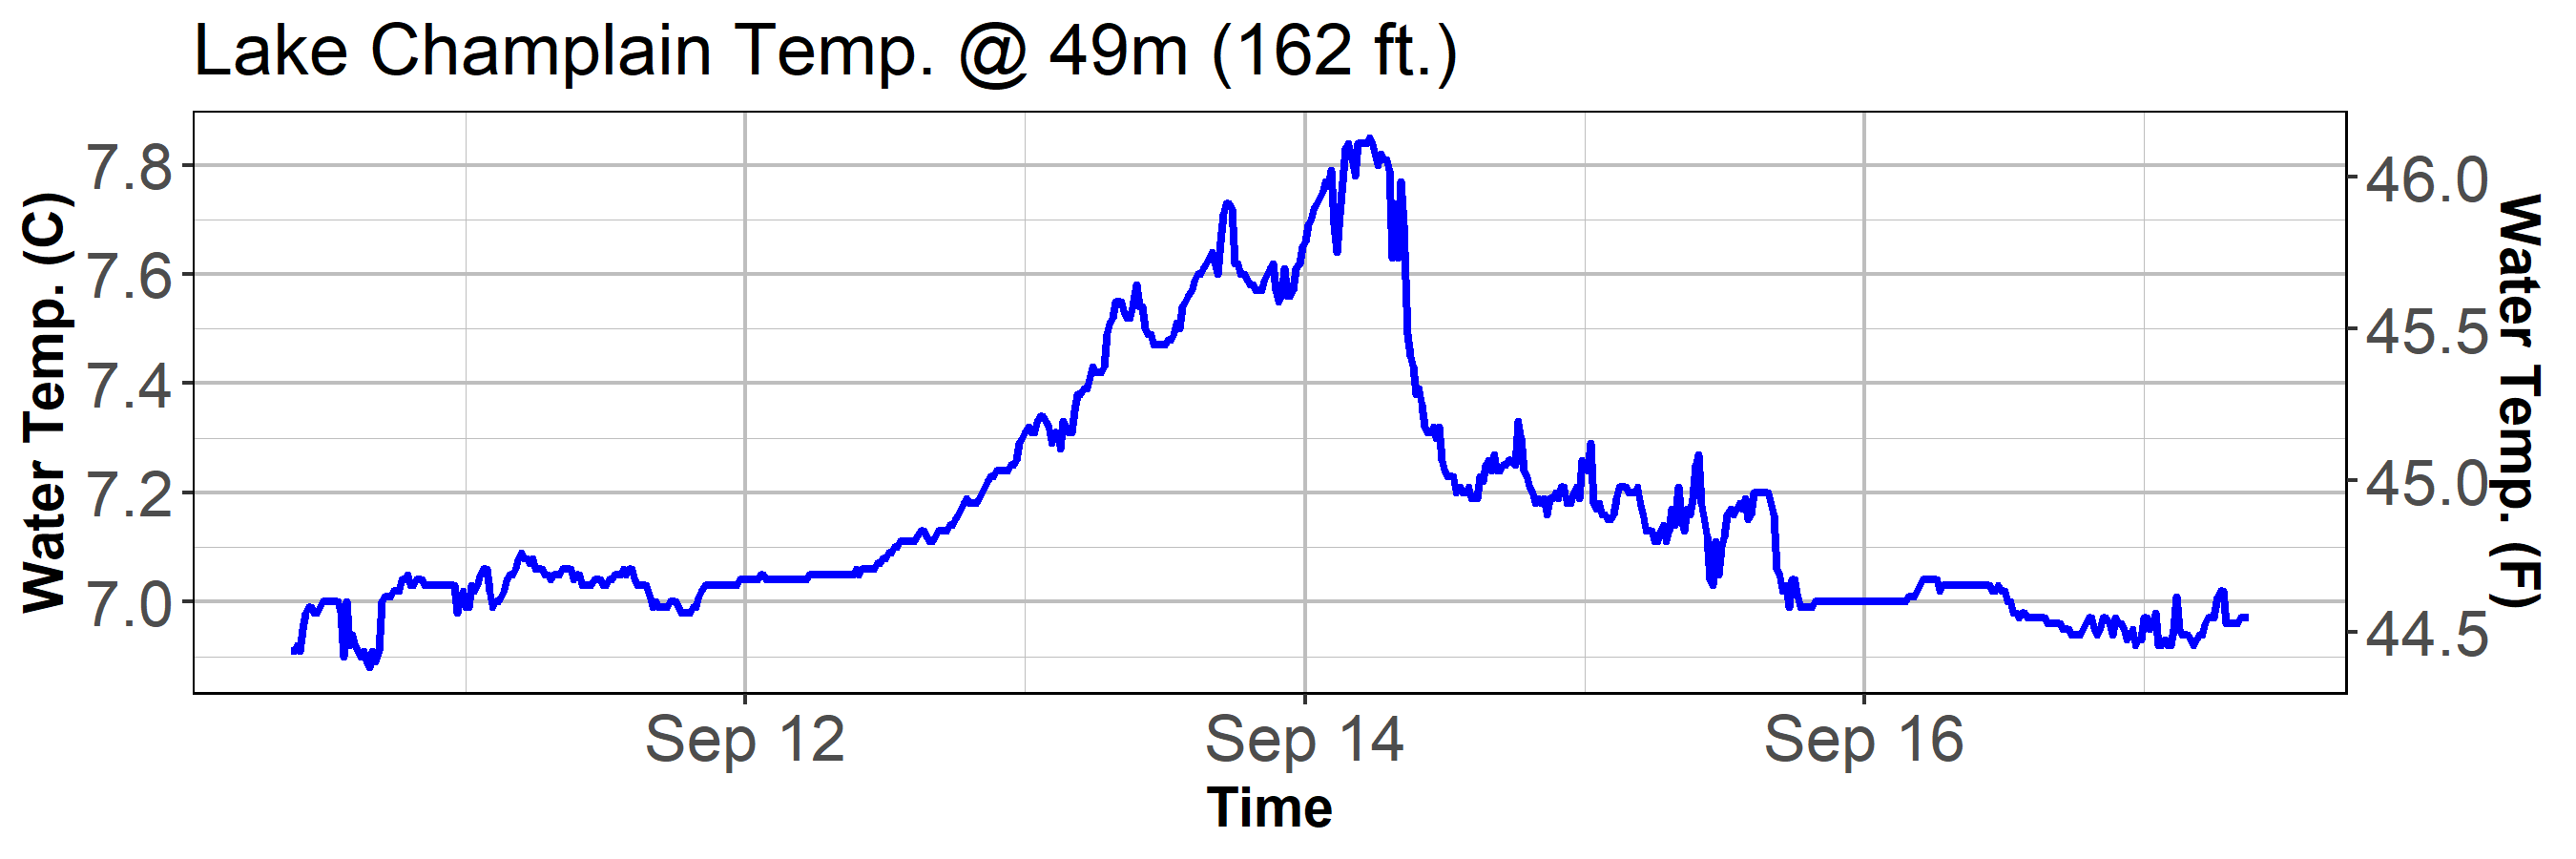 Lake Champlain Temp. @ 49m (162 ft.)
Water Temp. (C)
7.8
7.6
7.4
7.2
7.0
46.0
45.5
45.0
44.5
Water Temp. (F)
Sep 12
Sep 14
Sep 16
Time